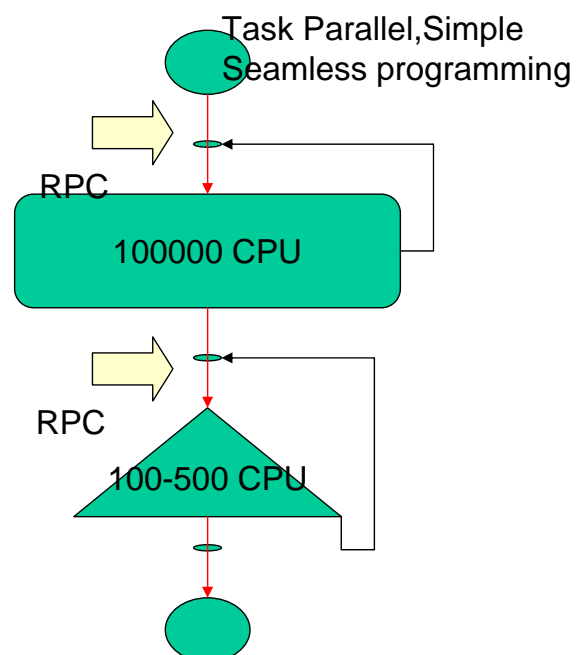 Task Parallel,Simple
Seamless programming
RPC
100000 CPU
RPC
100-500 CPU